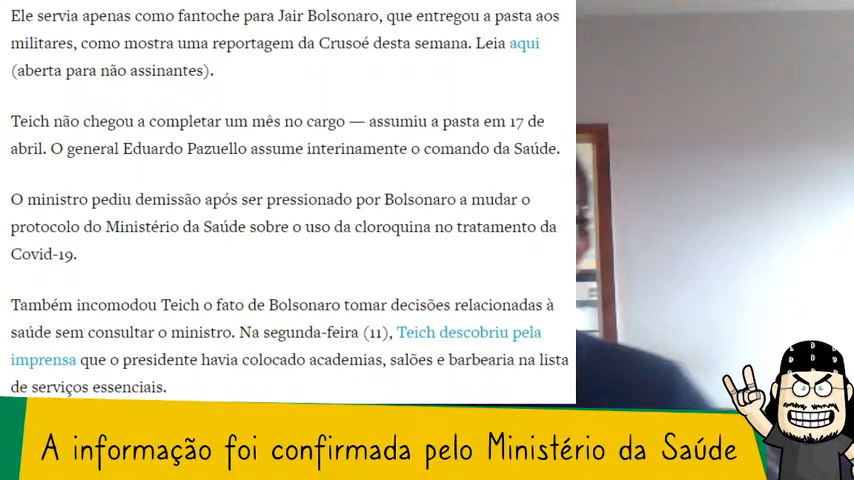 Ele servia apenas como fantoche para Jair Bolsonaro, que entregou a pasta aos
militares, como mostra uma reportagem da Crusoé desta semana. Leia aqui
(aberta para não assinantes).
Teich não chegou a completar um mês no cargo — assumiu a pasta em 17 de
abril. O general Eduardo Pazuello assume interinamente o comando da Saúde.
O ministro pediu demissão após ser pressionado por Bolsonaro a mudar o
protocolo do Ministério da Saúde sobre o uso da cloroquina no tratamento da
Covid-19.
Também incomodou Teich o fato de Bolsonaro tomar decisões relacionadas à
saúde sem consultar o ministro. Na segunda-feira (11), Teich descobriu pela
imprensa que o presidente havia colocado academias, salões e barbearia na lista
de serviços essenciais.
A informação foi confirmada pelo Ministério da Saúde